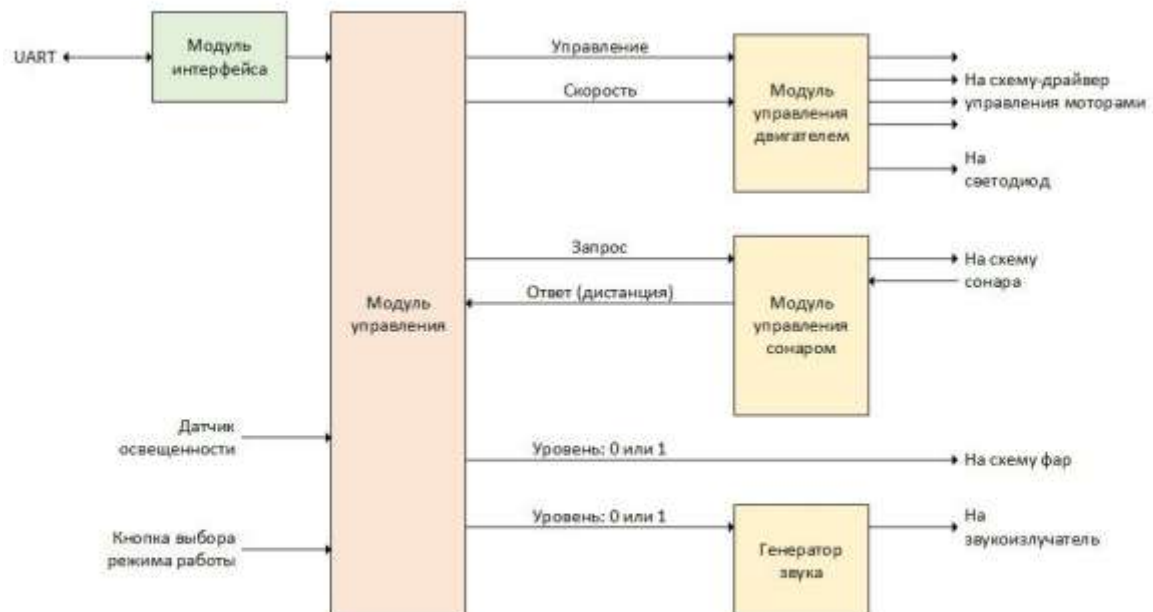 UART
Модуль
интерфейса
Управление
Скорость
Модуль
управления
двигателем
На схему-драйвер
управления моторами
На
светодиод
Модуль
управления
Запрос
Ответ (дистанция)
Модуль
управления
сонаром
На схему
сонара
Датчик
освещенности
Уровень: 0 или 1
На схему фар
Кнопка выбора
режима работы
Уровень: 0 или 1
Генератор
звука
На
звукоизлучатель